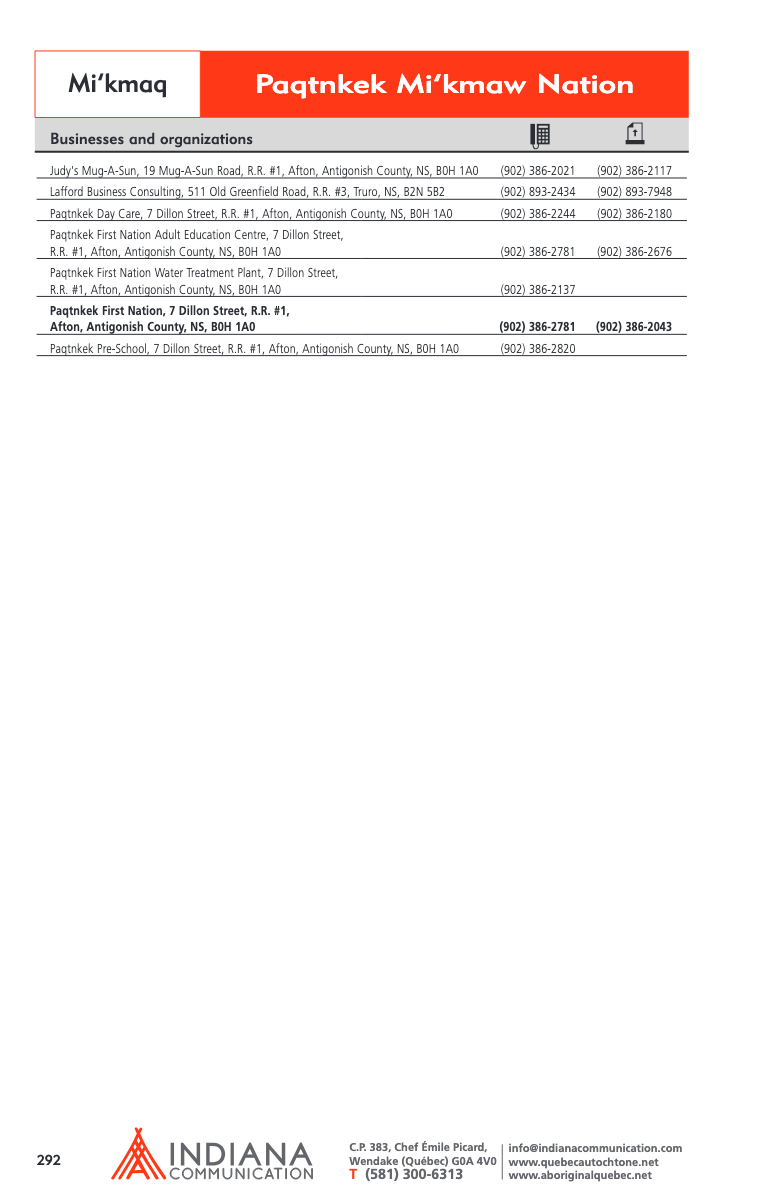 Mi‘kmaq
Paqtnkek Mi‘kmaw Nation
Businesses and organizations
Judy's Mug-A-Sun, 19 Mug-A-Sun Road, R.R. #1, Afton, Antigonish County, NS, B0H 1A0 (902) 386-2021 (902) 386-2117
Lafford Business Consulting, 511 Old Greenfield Road, R.R. #3, Truro, NS, B2N 5B2 (902) 893-2434 (902) 893-7948
Paqtnkek Day Care, 7 Dillon Street, R.R. #1, Afton, Antigonish County, NS, B0H 1A0 (902) 386-2244 (902) 386-2180
Paqtnkek First Nation Adult Education Centre, 7 Dillon Street,
R.R. #1, Afton, Antigonish County, NS, B0H 1A0 (902) 386-2781 (902) 386-2676
Paqtnkek First Nation Water Treatment Plant, 7 Dillon Street,
R.R. #1, Afton, Antigonish County, NS, B0H 1A0 (902) 386-2137
Paqtnkek First Nation, 7 Dillon Street, R.R. #1,
Afton, Antigonish County, NS, B0H 1A0 (902) 386-2781 (902) 386-2043
Paqtnkek Pre-School, 7 Dillon Street, R.R. #1, Afton, Antigonish County, NS, B0H 1A0 (902) 386-2820
292
INDIANA
COMMUNICATION
C.P. 383, Chef Émile Picard,
Wendake (Québec) G0A 4V0
T (581) 300-6313
info@indianacommunication.com
www.quebecautochtone.net
www.aboriginalquebec.net